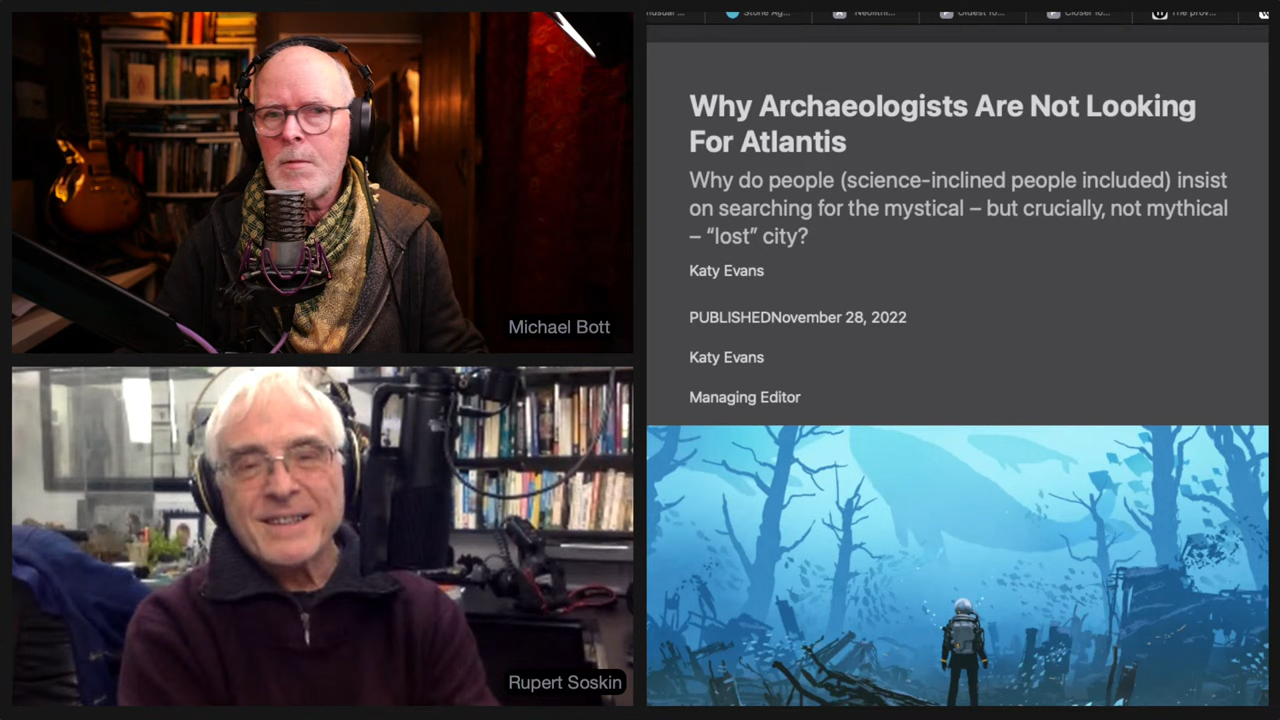 Michael Bott
Rupert Soskin
Stone Ag...
Neolithi...
Oldest fo...
Closer lo...
The prov...
Why Archaeologists Are Not Looking
For Atlantis
Why do people (science-inclined people included) insist
on searching for the mystical – but crucially, not mythical
– “lost” city?
Katy Evans
PUBLISHEDNovember 28, 2022
Katy Evans
Managing Editor